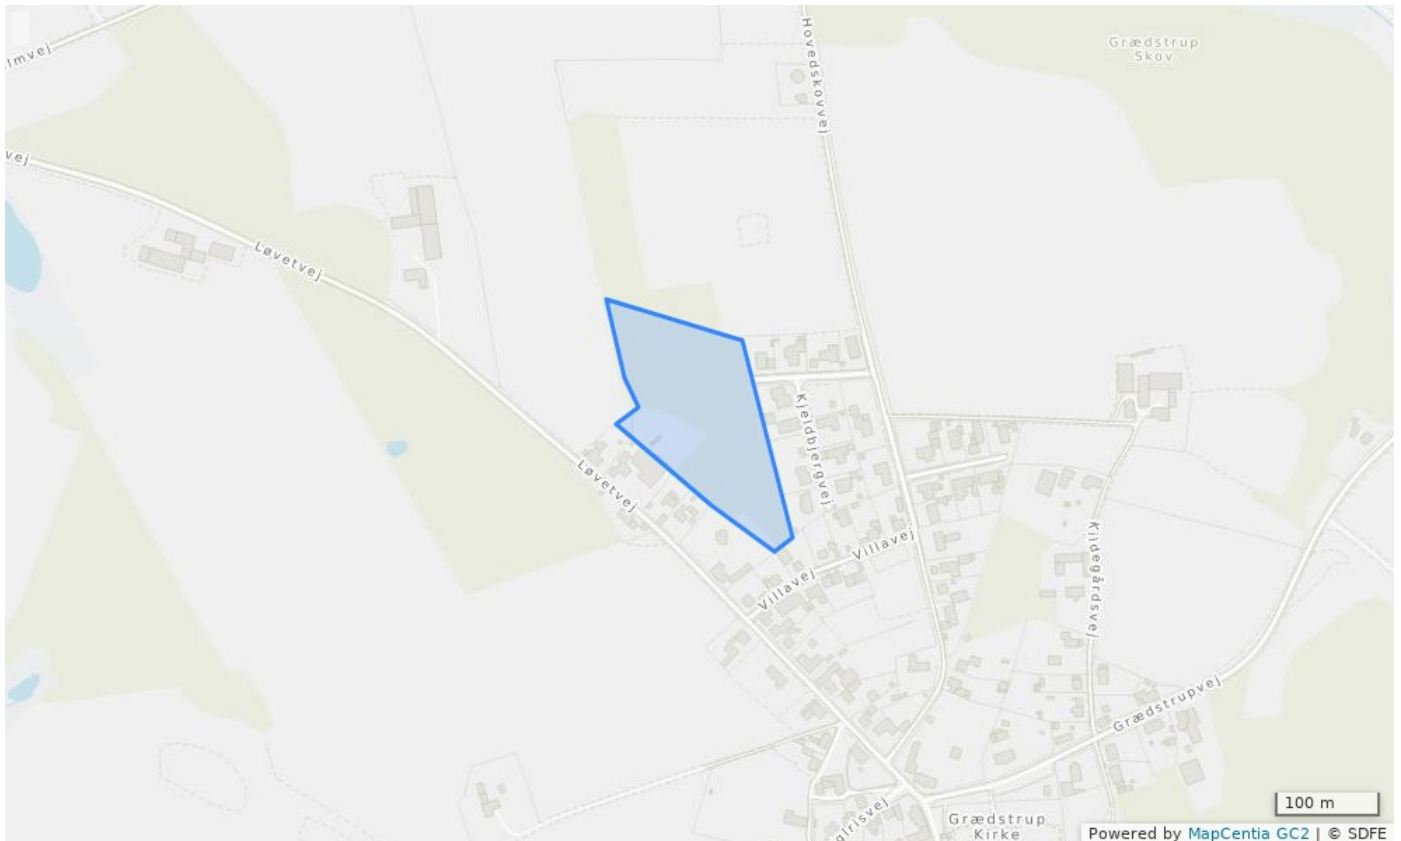 lmvej
Grædstrup
Skov
Hovedskovvej
vej
Løvetvej
Kjeldbjergvej
Løvetvej
Villavej
Villavej
Kildegårdsvej
Grædstrupvej
Grædstrup
Kirke
100 m
Powered by MapCentia GC2 | © SDFE